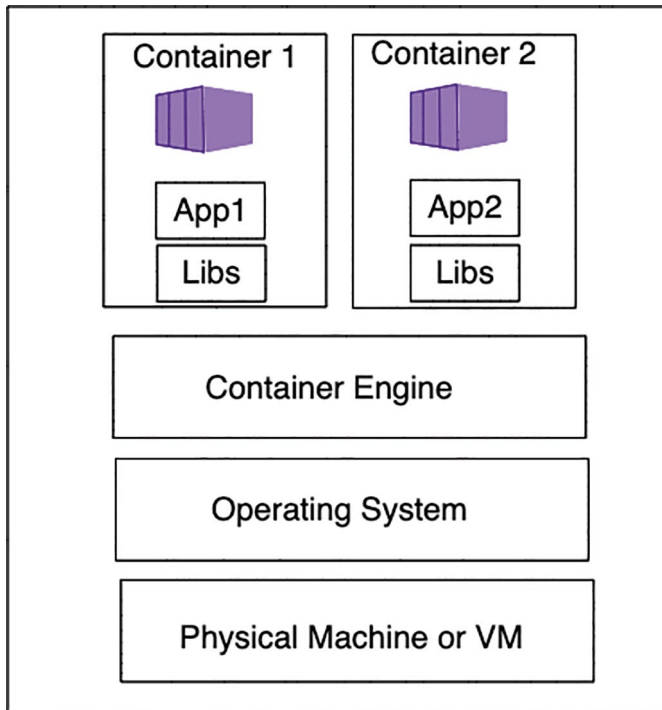 Container 1
Container 2
App1
App2
Libs
Libs
Container Engine
Operating System
Physical Machine or VM